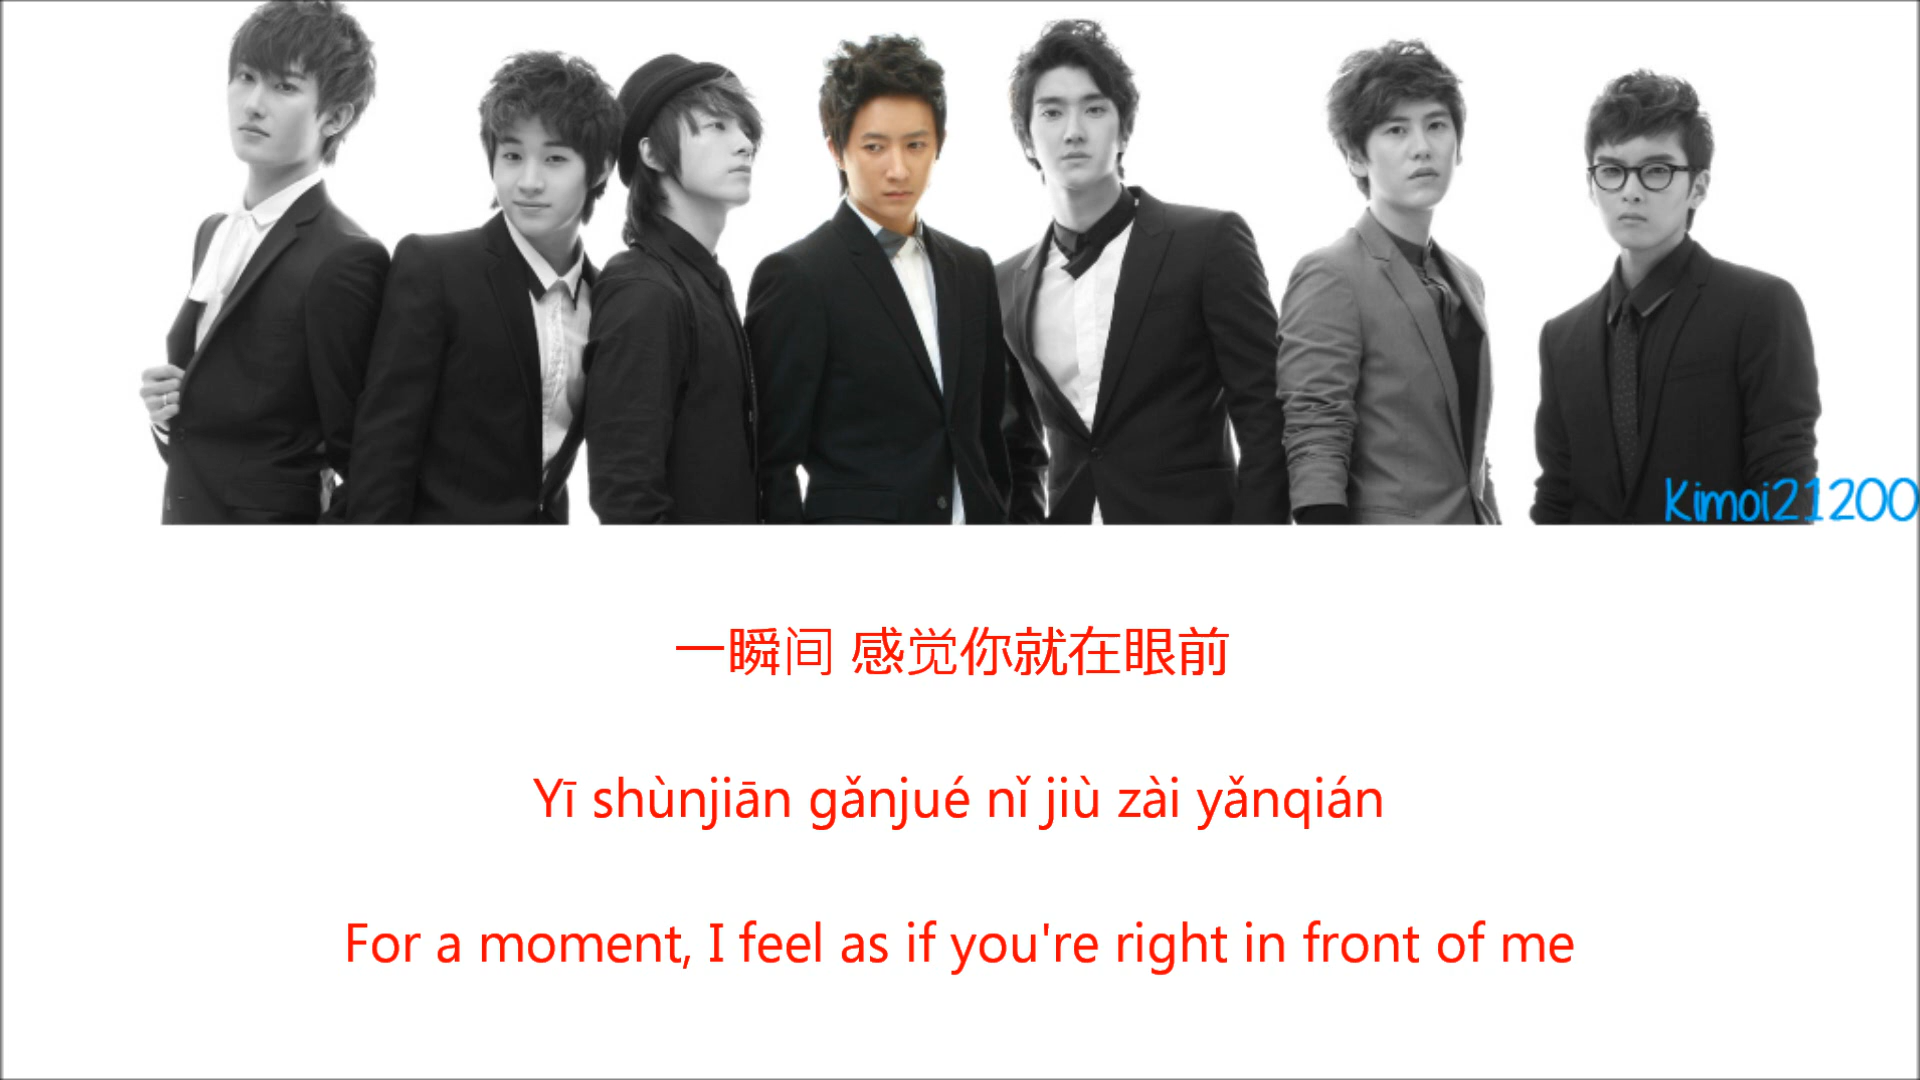 Kimoi21200
一瞬间 感觉你就在眼前
Yī shùnjiān gǎnjué nǐ jiù zài yǎnqián
For a moment, I feel as if you're right in front of me